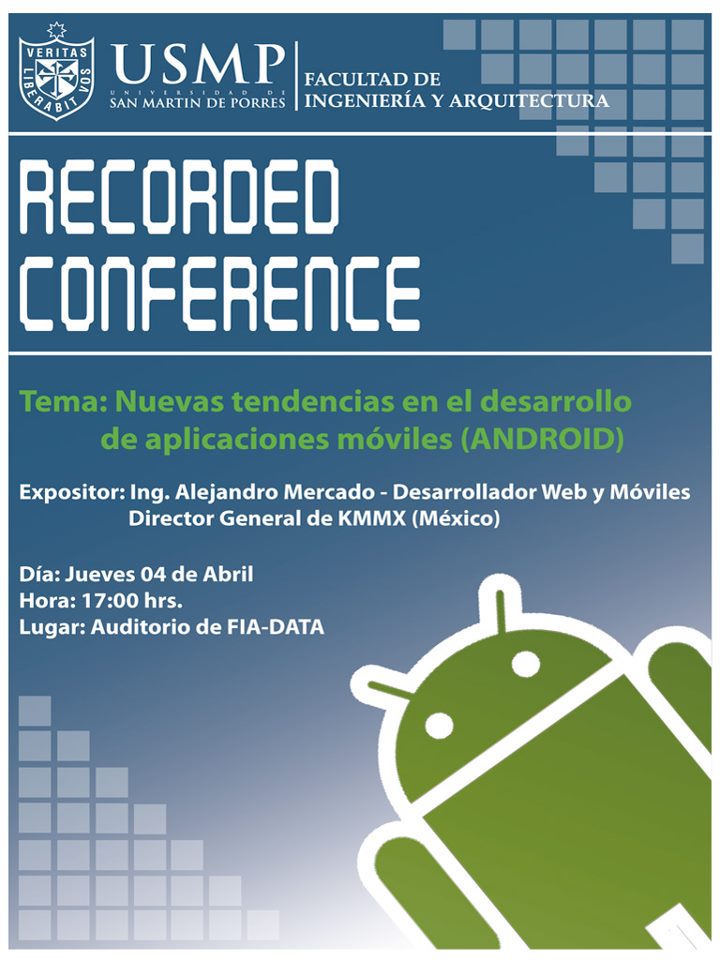 VERITAS
LIBERABIT VOS
USMP
UNIVERSIDAD DE
SAN MARTIN DE PORRES
FACULTAD DE
INGENIERÍA Y ARQUITECTURA
RECORDED
CONFERENCE
Tema: Nuevas tendencias en el desarrollo
de aplicaciones móviles (ANDROID)
Expositor: Ing. Alejandro Mercado - Desarrollador Web y Móviles
Director General de KMMX (México)
Día: Jueves 04 de Abril
Hora: 17:00 hrs.
Lugar: Auditorio de FIA-DATA